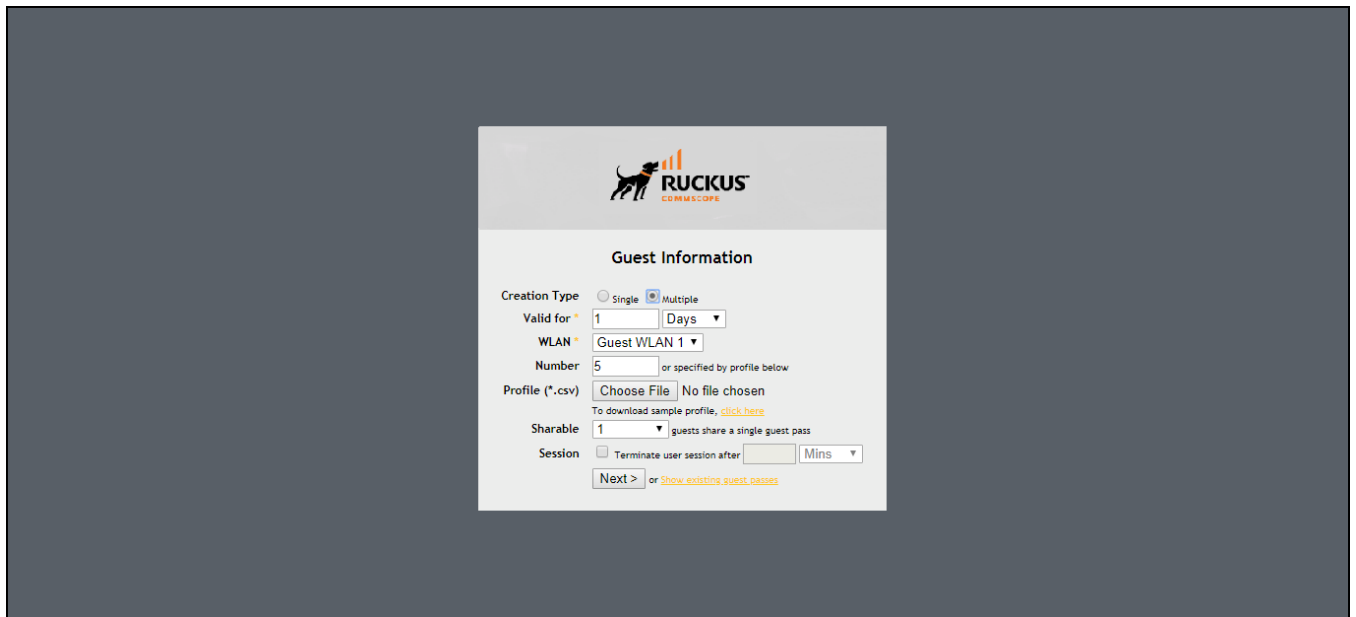 RUCKUS™
COMMSCOPE
Guest Information
Creation Type Single Multiple
Valid for * 1 Days
WLAN * Guest WLAN 1
Number 5 or specified by profile below
Profile (*.csv) Choose File No file chosen
To download sample profile, click here
Sharable 1 guests share a single guest pass
Session Terminate user session after Mins
Next > or Show existing guest passes